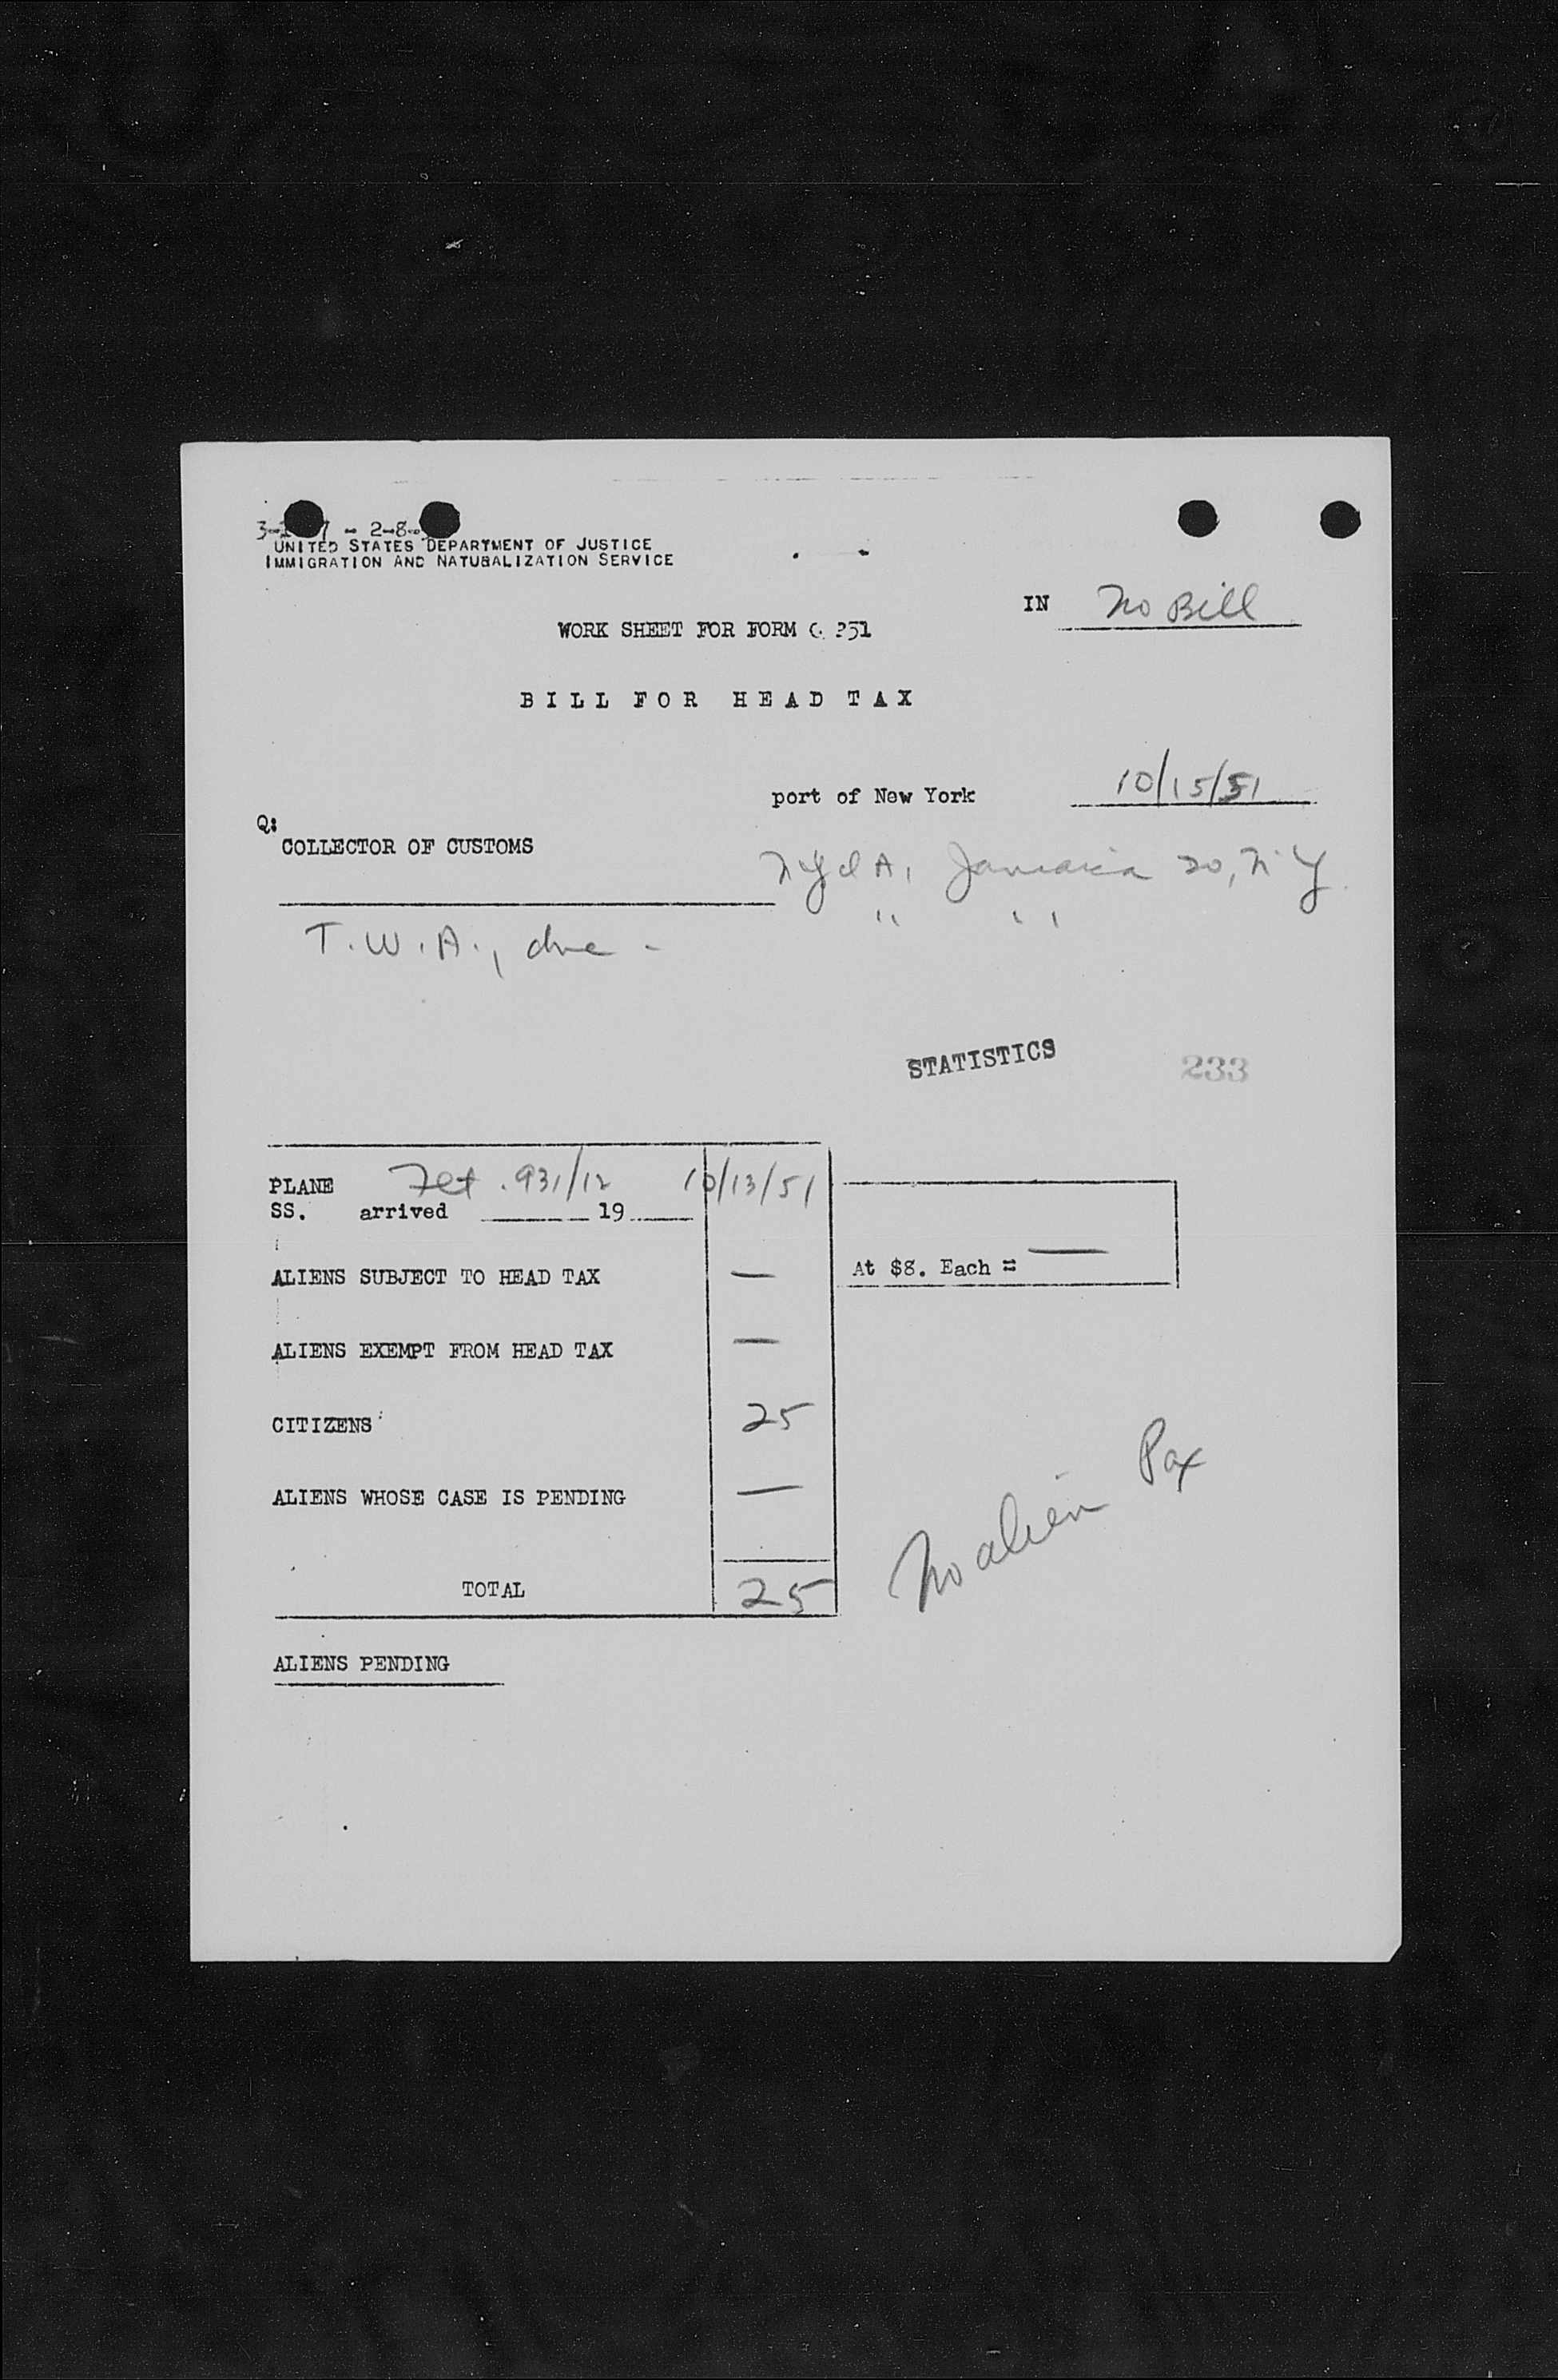 UNITED STATES DEPARTMENT OF JUSTICE
IMMIGRATION AND NATURALIZATION SERVICE
IN No Bill
WORK SHEET FOR FORM
BILL FOR HEAD TAX
port of New York 10/15/51
Q:
COLLECTOR OF CUSTOMS
Jamaica 20, N.Y.
" "
T.W.A.,
STATISTICS 233
PLANE 931/12 10/13/51
SS. arrived 19
ALIENS SUBJECT TO HEAD TAX — At $8. Each = —
ALIENS EXEMPT FROM HEAD TAX —
CITIZENS 25
ALIENS WHOSE CASE IS PENDING —
No alien Pax
TOTAL 25
ALIENS PENDING